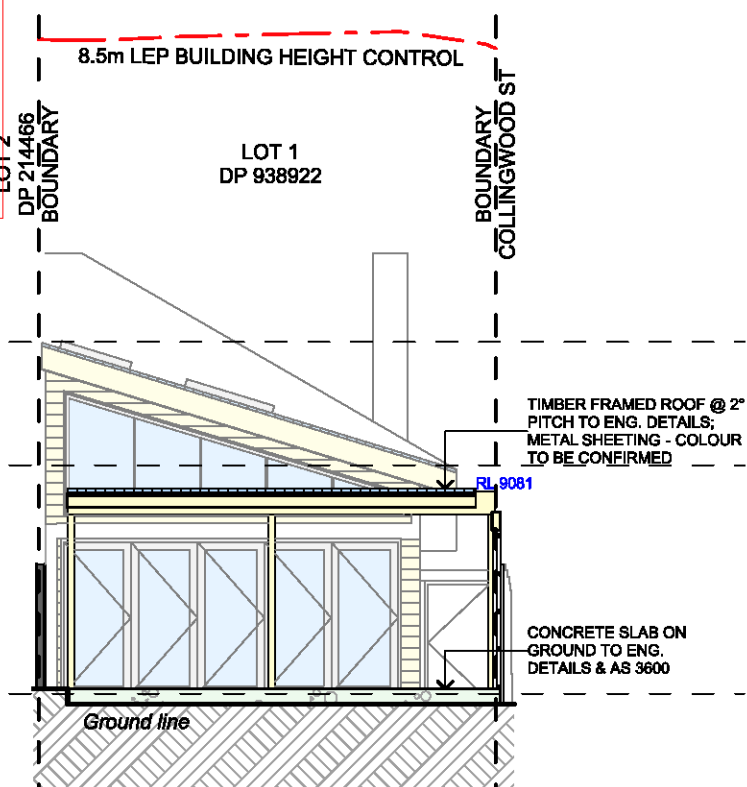 8.5m LEP BUILDING HEIGHT CONTROL
LOT 2
DP 214466
BOUNDARY
LOT 1
DP 938922
BOUNDARY
COLLINGWOOD ST
TIMBER FRAMED ROOF @ 2°
PITCH TO ENG. DETAILS;
METAL SHEETING - COLOUR
TO BE CONFIRMED
RL 9081
CONCRETE SLAB ON
GROUND TO ENG.
DETAILS & AS 3600
Ground line